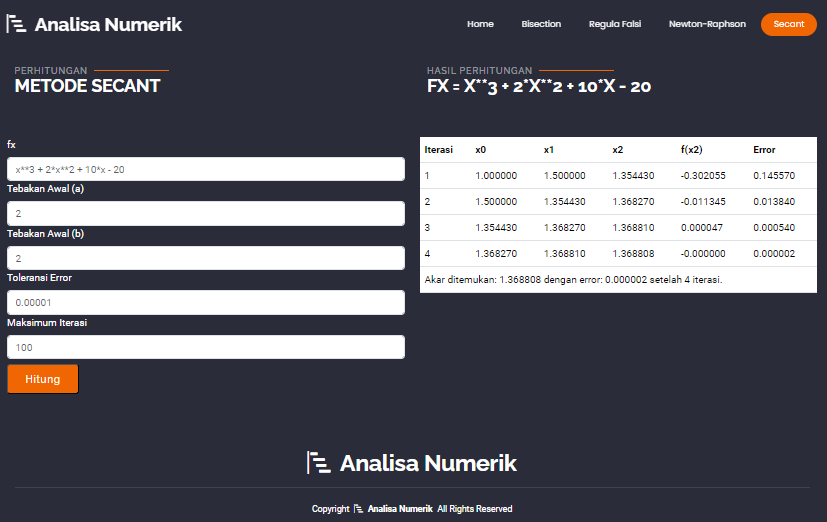 Analisa Numerik
Home Bisection Regula Falsi Newton-Raphson Secant
PERHITUNGAN
METODE SECANT
fx
x**3 + 2*x**2 + 10*x - 20
Tebakan Awal (a)
2
Tebakan Awal (b)
2
Toleransi Error
0.00001
Maksimum Iterasi
100
Hitung
HASIL PERHITUNGAN
FX = X**3 + 2*X**2 + 10*X - 20
Iterasi x0 x1 x2 f(x2) Error
1 1.000000 1.500000 1.354430 -0.302055 0.145570
2 1.500000 1.354430 1.368270 -0.011345 0.013840
3 1.354430 1.368270 1.368810 0.000047 0.000540
4 1.368270 1.368810 1.368808 -0.000000 0.000002
Akar ditemukan: 1.368808 dengan error: 0.000002 setelah 4 iterasi.
Analisa Numerik
Copyright Analisa Numerik All Rights Reserved